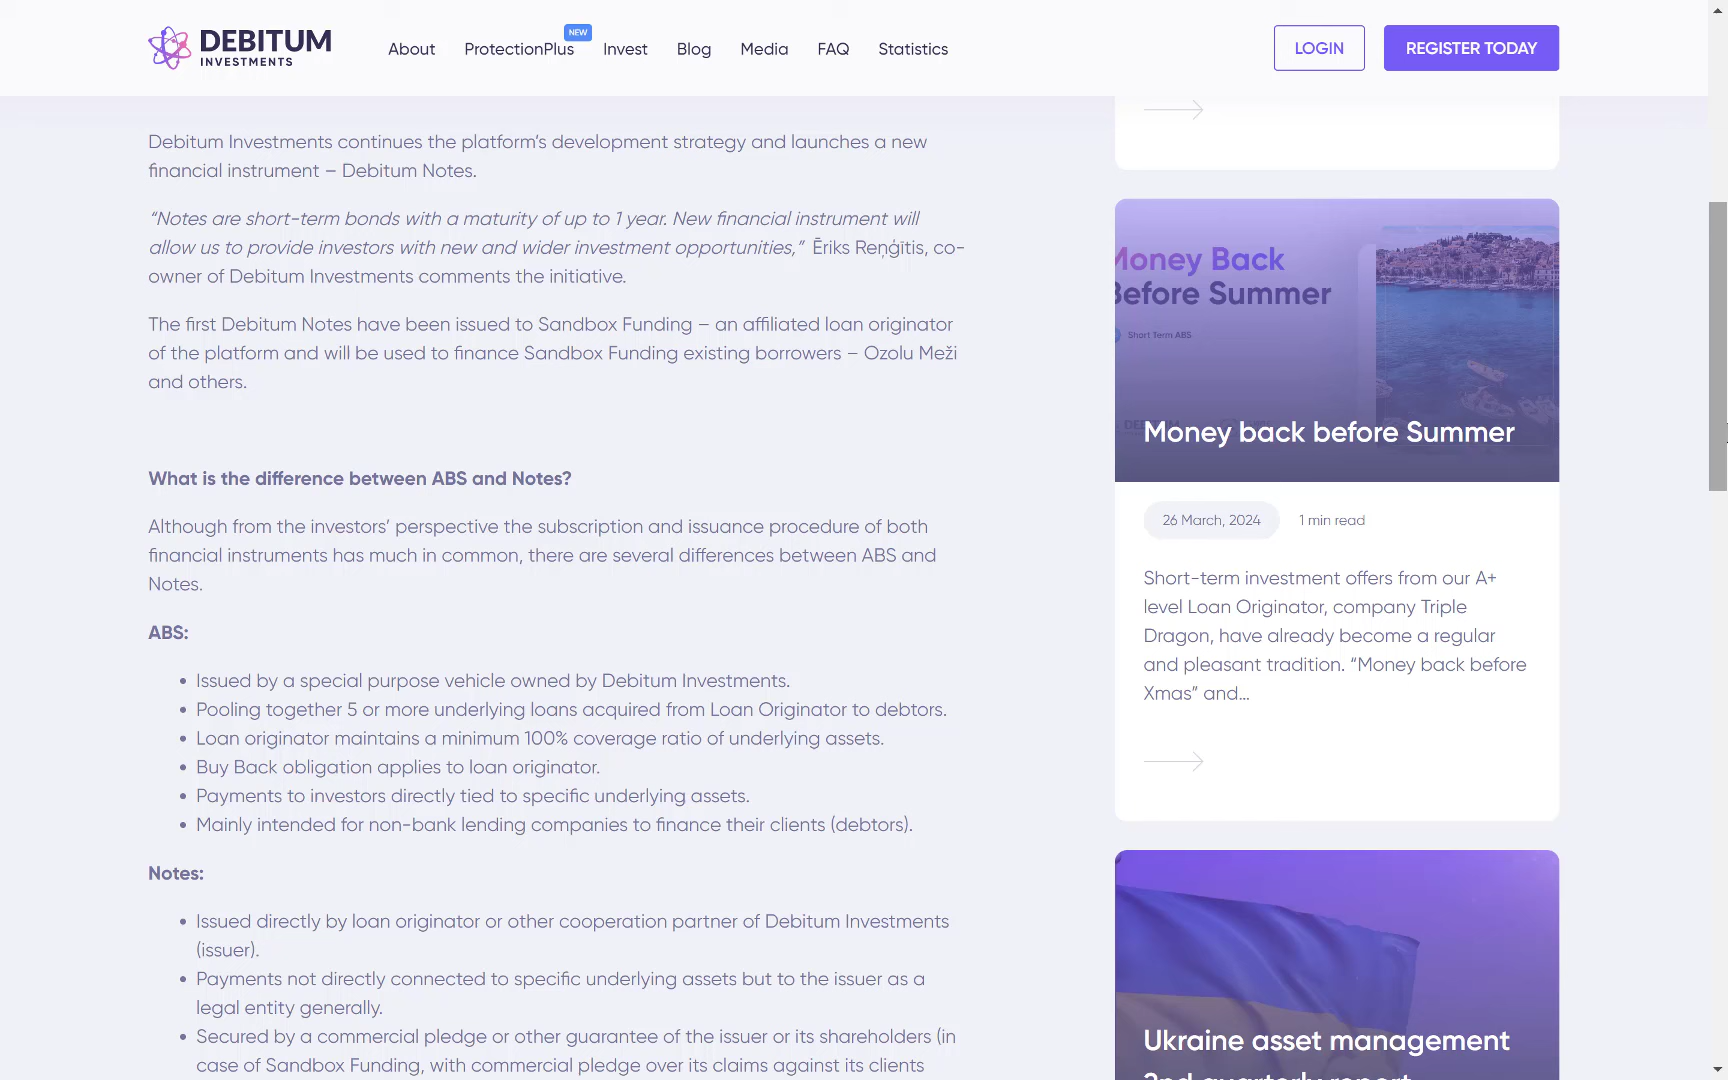 DEBITUM
INVESTMENTS
About
ProtectionPlus
NEW
Invest
Blog
Media
FAQ
Statistics
LOGIN
REGISTER TODAY
Debitum Investments continues the platform’s development strategy and launches a new
financial instrument – Debitum Notes.
“Notes are short-term bonds with a maturity of up to 1 year. New financial instrument will
allow us to provide investors with new and wider investment opportunities,” Ēriks Reņģītis, co-
owner of Debitum Investments comments the initiative.
The first Debitum Notes have been issued to Sandbox Funding – an affiliated loan originator
of the platform and will be used to finance Sandbox Funding existing borrowers – Ozolu Meži
and others.
What is the difference between ABS and Notes?
Although from the investors’ perspective the subscription and issuance procedure of both
financial instruments has much in common, there are several differences between ABS and
Notes.
ABS:
• Issued by a special purpose vehicle owned by Debitum Investments.
• Pooling together 5 or more underlying loans acquired from Loan Originator to debtors.
• Loan originator maintains a minimum 100% coverage ratio of underlying assets.
• Buy Back obligation applies to loan originator.
• Payments to investors directly tied to specific underlying assets.
• Mainly intended for non-bank lending companies to finance their clients (debtors).
Notes:
• Issued directly by loan originator or other cooperation partner of Debitum Investments
(issuer).
• Payments not directly connected to specific underlying assets but to the issuer as a
legal entity generally.
• Secured by a commercial pledge or other guarantee of the issuer or its shareholders (in
case of Sandbox Funding, with commercial pledge over its claims against its clients
Money Back
Before Summer
Short Term ABS
Money back before Summer
26 March, 2024
1 min read
Short-term investment offers from our A+
level Loan Originator, company Triple
Dragon, have already become a regular
and pleasant tradition. “Money back before
Xmas” and...
Ukraine asset management
2nd quarterly report